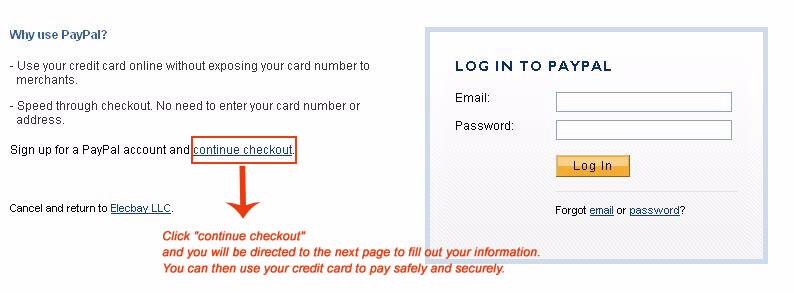 Why use PayPal?
- Use your credit card online without exposing your card number to
merchants.
- Speed through checkout. No need to enter your card number or
address.
Sign up for a PayPal account and continue checkout.
Cancel and return to Elecbay LLC.
Click "continue checkout"
and you will be directed to the next page to fill out your information.
You can then use your credit card to pay safely and securely.
LOG IN TO PAYPAL
Email:
Password:
Log In
Forgot email or password?